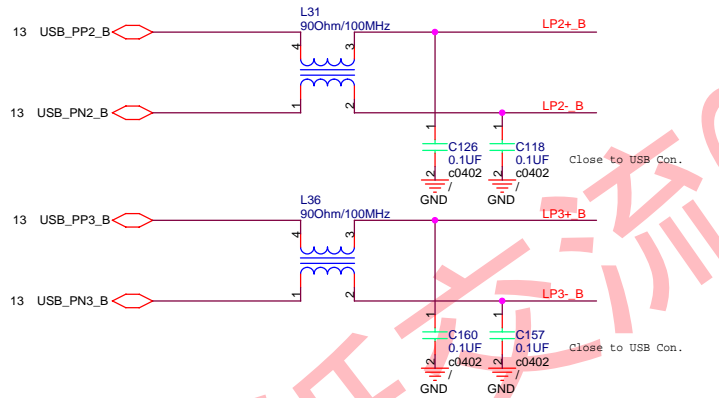 L31
90Ohm/100MHz
13 USB_PP2_B
4
3
LP2+_B
13 USB_PN2_B
1
2
LP2-_B
1
1
C126
C118
0.1UF
0.1UF
Close to USB Con.
2
c0402
2
c0402
/
/
GND
GND
L36
90Ohm/100MHz
13 USB_PP3_B
4
3
LP3+_B
13 USB_PN3_B
1
2
LP3-_B
1
1
C160
C157
0.1UF
0.1UF
Close to USB Con.
2
c0402
2
c0402
/
/
GND
GND
交流